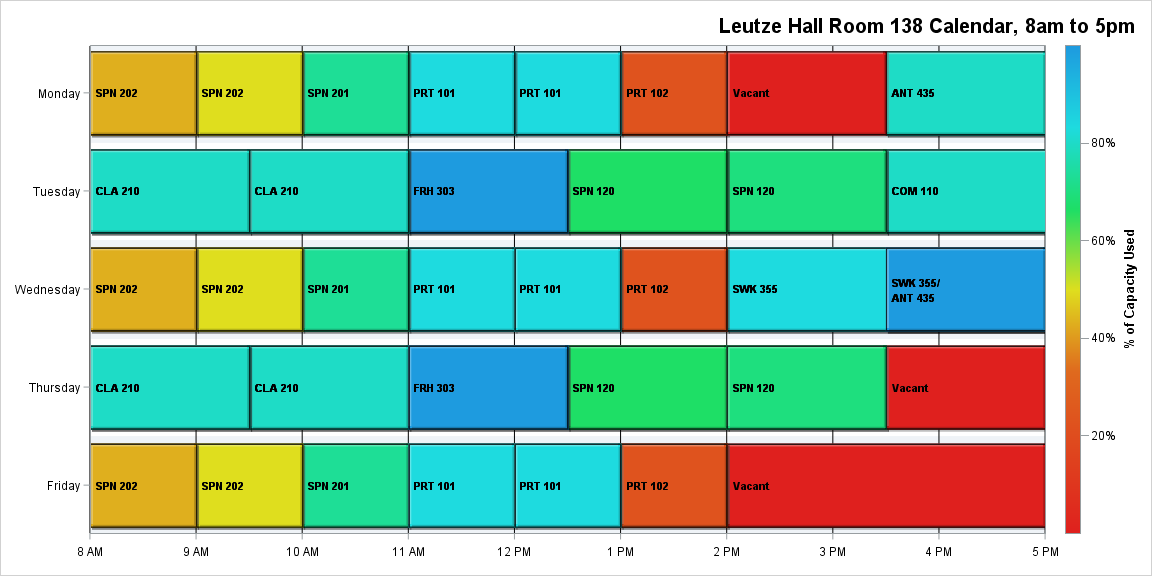 Leutze Hall Room 138 Calendar, 8am to 5pm
Monday
SPN 202
SPN 202
SPN 201
PRT 101
PRT 101
PRT 102
Vacant
ANT 435
Tuesday
CLA 210
CLA 210
FRH 303
SPN 120
SPN 120
COM 110
Wednesday
SPN 202
SPN 202
SPN 201
PRT 101
PRT 101
PRT 102
SWK 355
SWK 355/
ANT 435
Thursday
CLA 210
CLA 210
FRH 303
SPN 120
SPN 120
Vacant
Friday
SPN 202
SPN 202
SPN 201
PRT 101
PRT 101
PRT 102
Vacant
8 AM
9 AM
10 AM
11 AM
12 PM
1 PM
2 PM
3 PM
4 PM
5 PM
80%
60%
40%
20%
% of Capacity Used